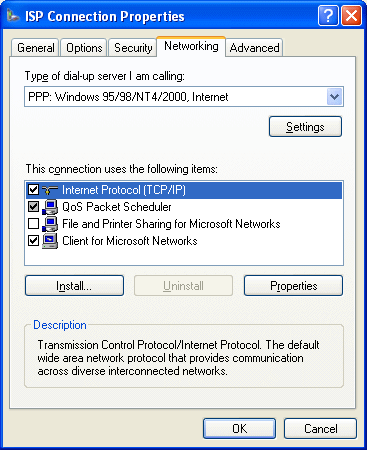 ISP Connection Properties
General Options Security Networking Advanced
Type of dial-up server I am calling:
PPP: Windows 95/98/NT4/2000, Internet
Settings
This connection uses the following items:
Internet Protocol (TCP/IP)
QoS Packet Scheduler
File and Printer Sharing for Microsoft Networks
Client for Microsoft Networks
Install... Uninstall Properties
Description
Transmission Control Protocol/Internet Protocol. The default
wide area network protocol that provides communication
across diverse interconnected networks.
OK Cancel